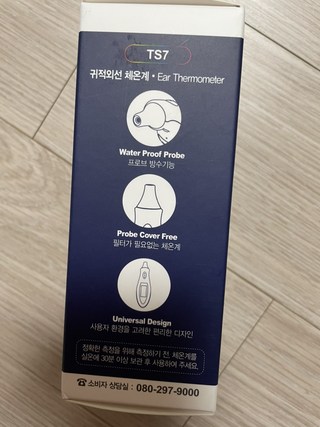 TS7
귀적외선 체온계 • Ear Thermometer
Water Proof Probe
프로브 방수기능
Probe Cover Free
필터가 필요없는 체온계
Universal Design
사용자 환경을 고려한 편리한 디자인
정확한 측정을 위해 측정하기 전, 체온계를
실온에 30분 이상 보관 후 사용하여 주세요.
☎ 소비자 상담실 : 080-297-9000